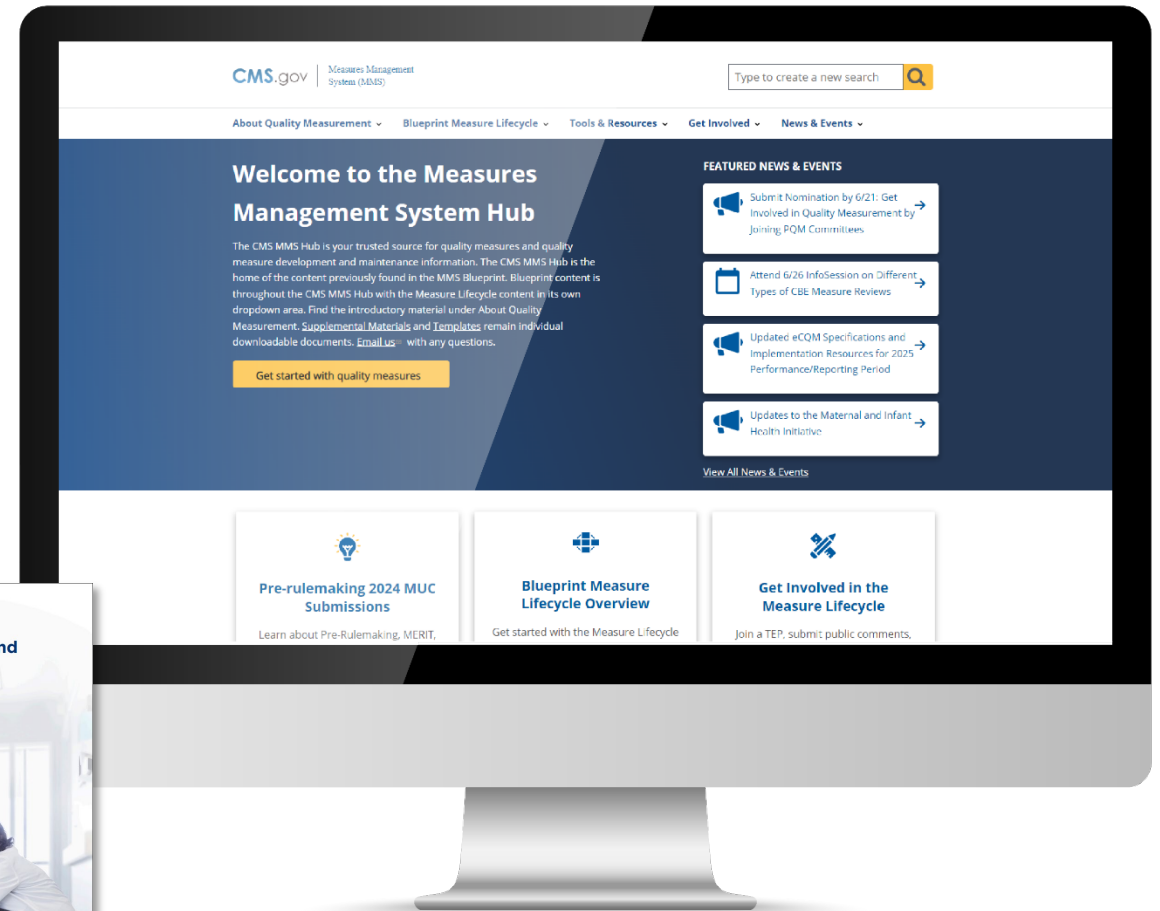 CMS.gov
Measures Management
System (MMS)
Type to create a new search
About Quality Measurement
Blueprint Measure Lifecycle
Tools & Resources
Get Involved
News & Events
Welcome to the Measures
Management System Hub
The CMS MMS Hub is your trusted source for quality measures and quality
measure development and maintenance information. The CMS MMS Hub is the
home of the content previously found in the MMS Blueprint. Blueprint content is
throughout the CMS MMS Hub with the Measure Lifecycle content in its own
dropdown area. Find the introductory material under About Quality
Measurement. Supplemental Materials and Templates remain individual
downloadable documents. Email us with any questions.
Get started with quality measures
FEATURED NEWS & EVENTS
Submit Nomination by 6/21: Get
Involved in Quality Measurement by
Joining PQM Committees
Attend 6/26 InfoSession on Different
Types of CBE Measure Reviews
Updated eCQM Specifications and
Implementation Resources for 2025
Performance/Reporting Period
Updates to the Maternal and Infant
Health Initiative
View All News & Events
Pre-rulemaking 2024 MUC
Submissions
Learn about Pre-Rulemaking, MERIT,
Blueprint Measure
Lifecycle Overview
Get started with the Measure Lifecycle
Get Involved in the
Measure Lifecycle
Join a TEP, submit public comments,
nd